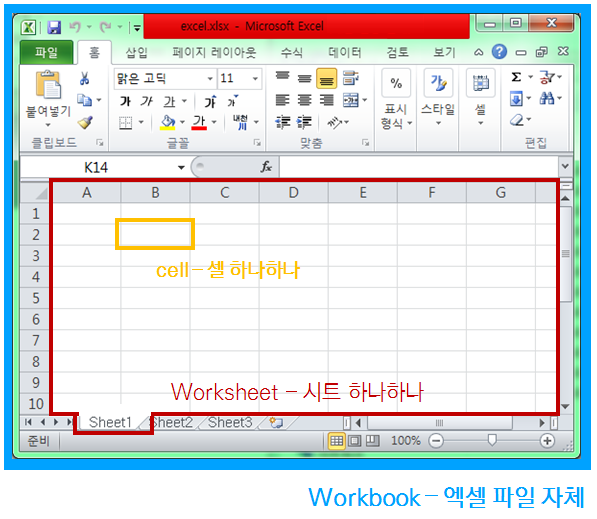 excel.xlsx - Microsoft Excel
파일 홈 삽입 페이지 레이아웃 수식 데이터 검토 보기
붙여넣기
클립보드
맑은 고딕 11
가 가 가 가 가
가 내천
글꼴
맞춤
%
표시
형식
스타일
셀
Σ
편집
K14 fx
A B C D E F G
1
2
3
cell – 셀 하나하나
4
5
6
7
8
9
Worksheet – 시트 하나하나
10
Sheet1 Sheet2 Sheet3
준비 100%
Workbook – 엑셀 파일 자체